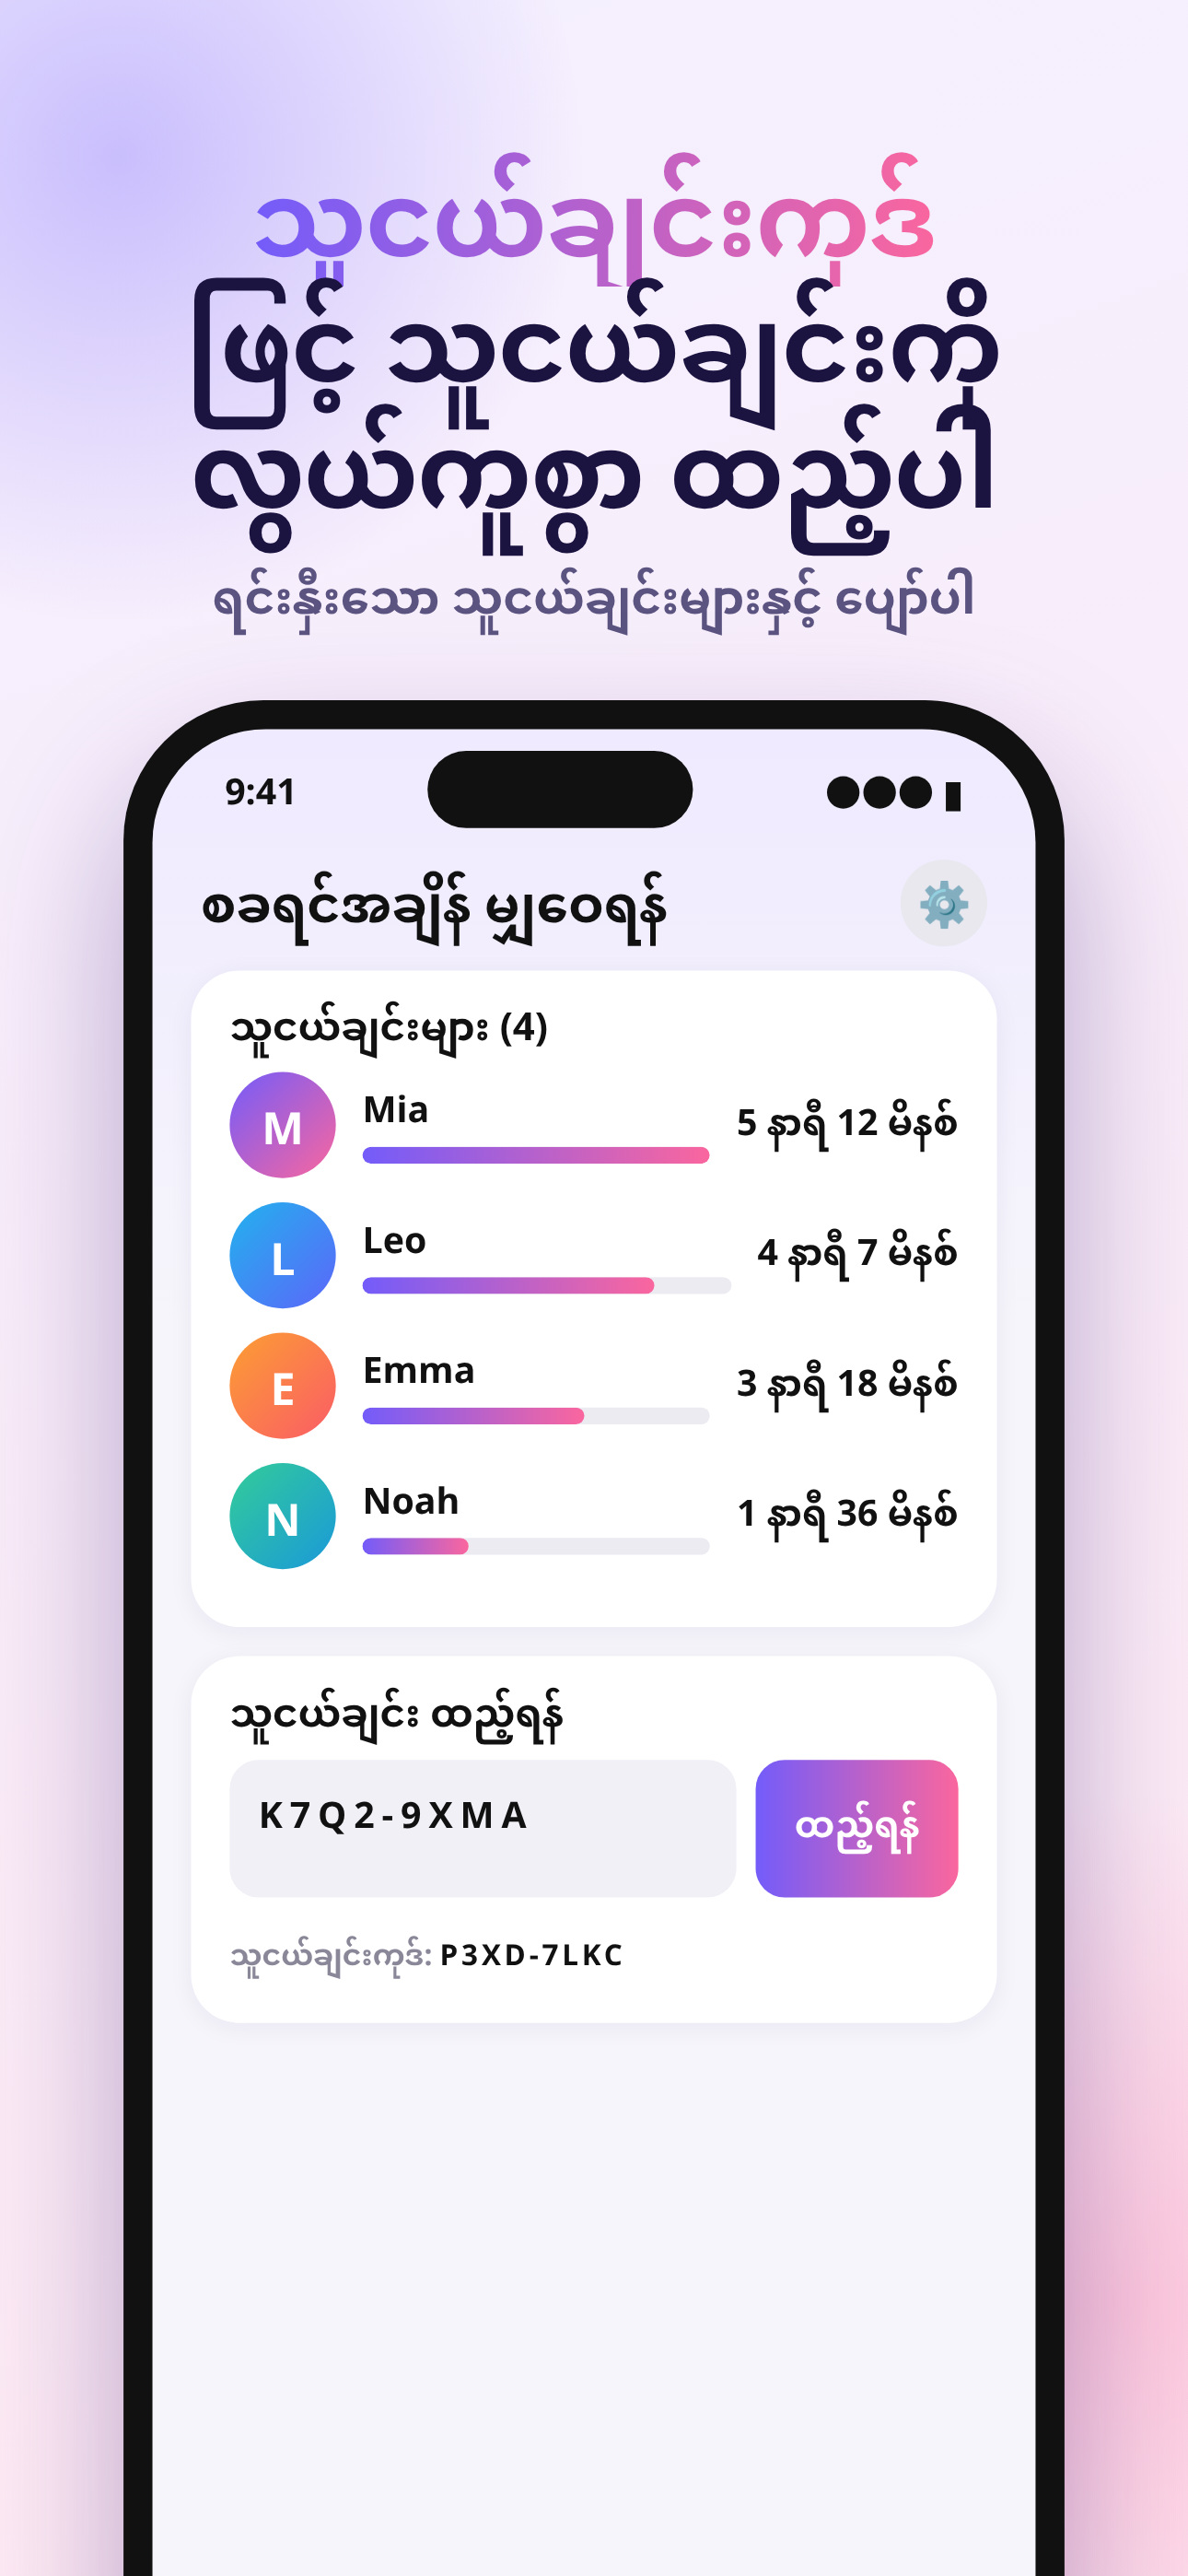 သူငယ်ချင်းကုဒ်
ဖြင့် သူငယ်ချင်းကို
လွယ်ကူစွာ ထည့်ပါ
ရင်းနှီးသော သူငယ်ချင်းများနှင့် ပျော်ပါ
9:41
စခရင်အချိန် မျှဝေရန်
သူငယ်ချင်းများ (4)
M
Mia
5 နာရီ 12 မိနစ်
L
Leo
4 နာရီ 7 မိနစ်
E
Emma
3 နာရီ 18 မိနစ်
N
Noah
1 နာရီ 36 မိနစ်
သူငယ်ချင်း ထည့်ရန်
K7Q2-9XMA
ထည့်ရန်
သူငယ်ချင်းကုဒ်: P3XD-7LKC